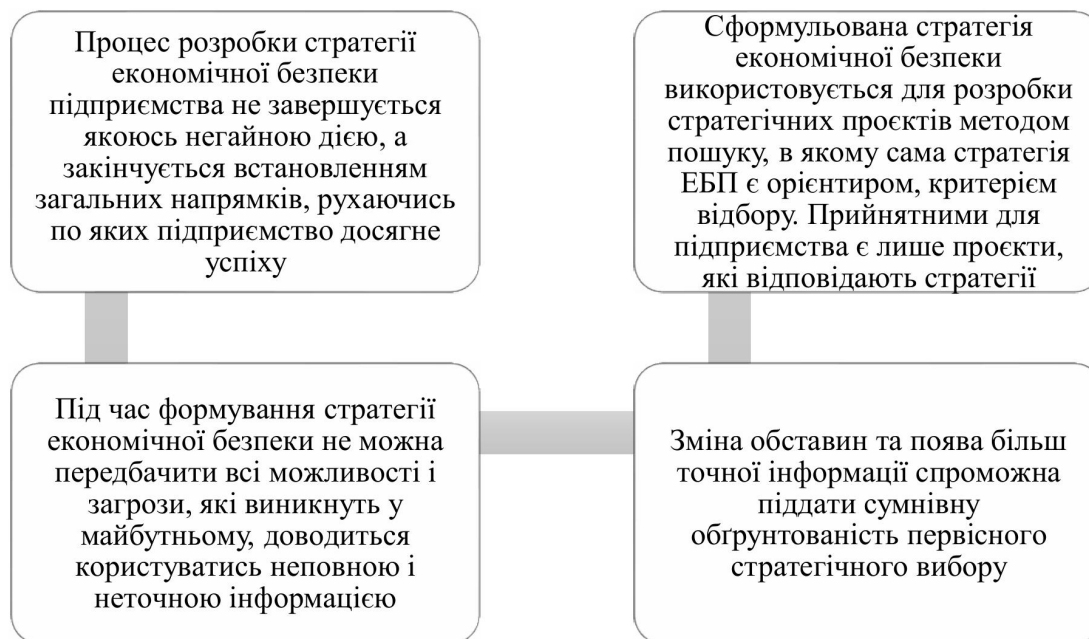 Процес розробки стратегії
економічної безпеки
підприємства не завершується
якоюсь негайною дією, а
закінчується встановленням
загальних напрямків, рухаючись
по яких підприємство досягне
успіху
Під час формування стратегії
економічної безпеки не можна
передбачити всі можливості і
загрози, які виникнуть у
майбутньому, доводиться
користуватись неповною і
неточною інформацією
Зміна обставин та поява більш
точної інформації спроможна
піддати сумнівну
обґрунтованість первісного
стратегічного вибору
Сформульована стратегія
економічної безпеки
використовується для розробки
стратегічних проєктів методом
пошуку, в якому сама стратегія
ЕБП є орієнтиром, критерієм
відбору. Прийнятними для
підприємства є лише проєкти,
які відповідають стратегії